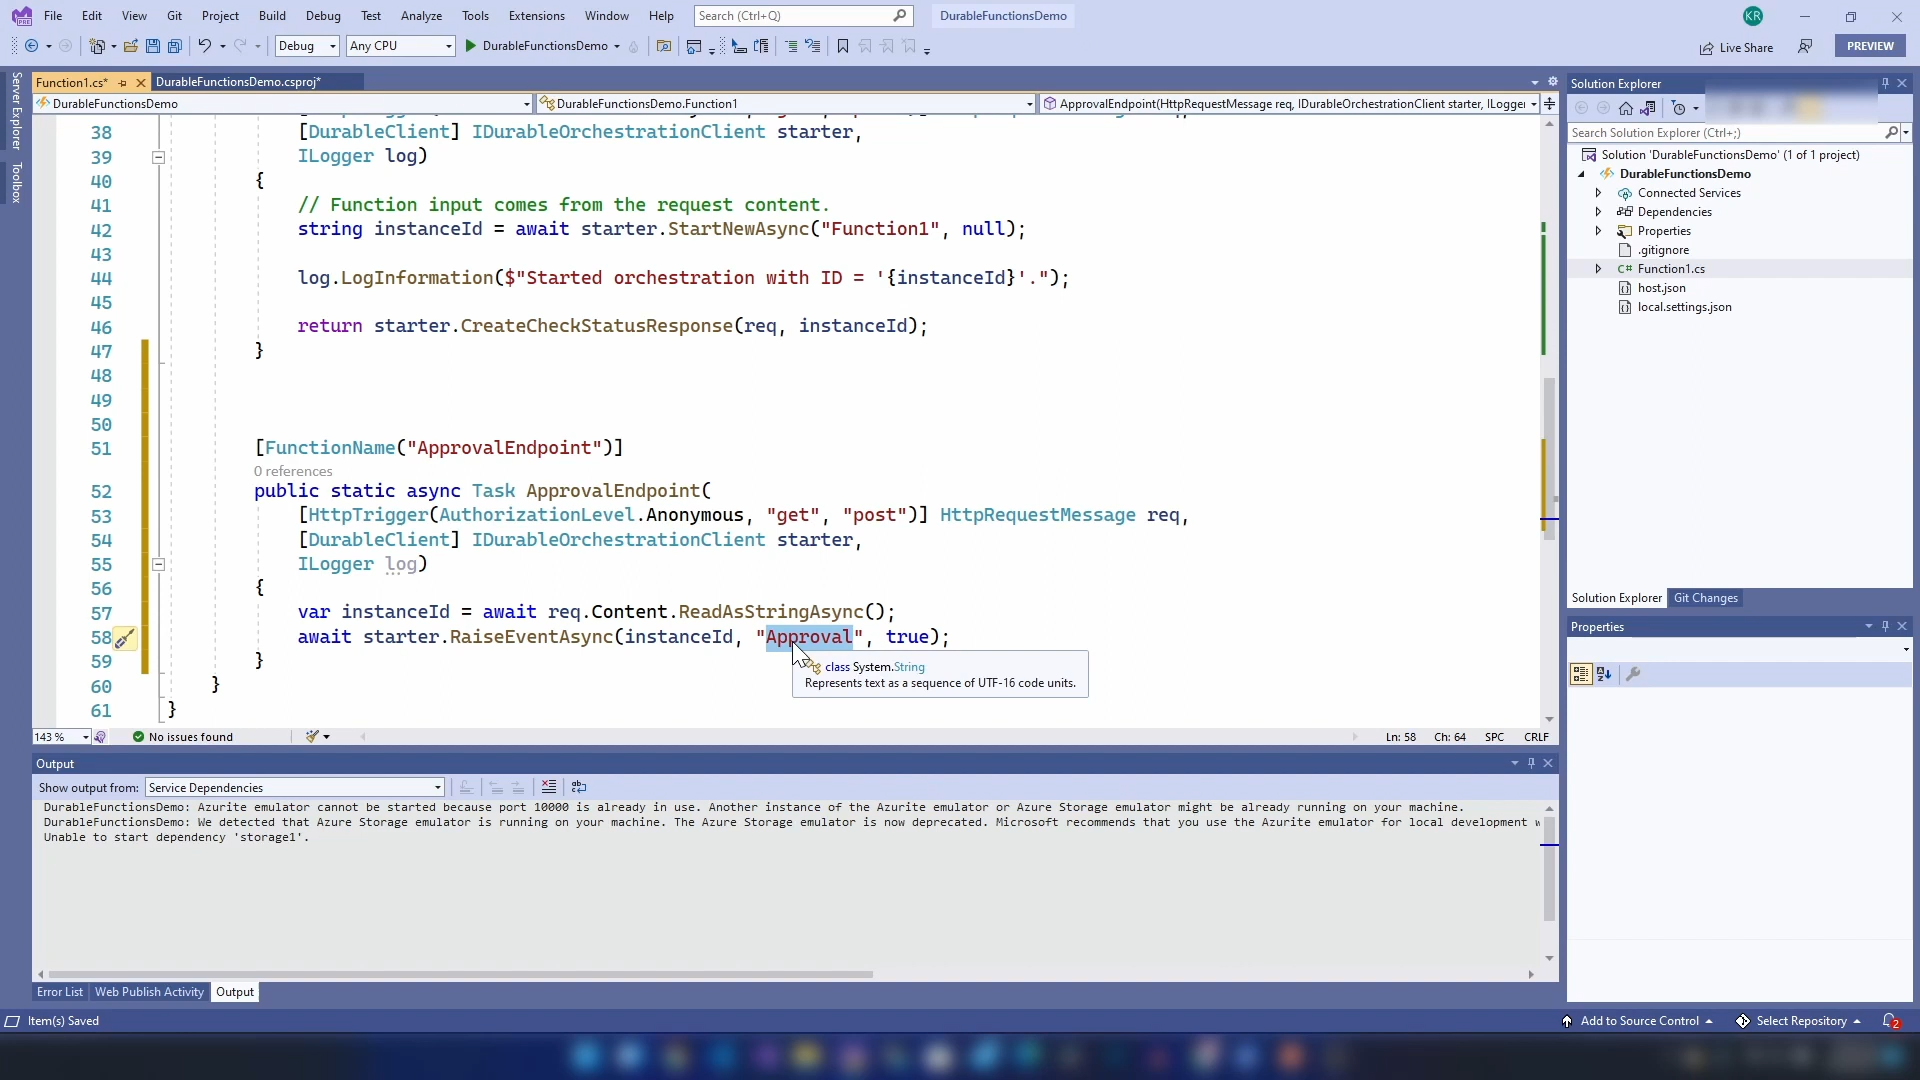 File Edit View Git Project Build Debug Test Analyze Tools Extensions Window Help Search (Ctrl+Q) DurableFunctionsDemo KR
Debug Any CPU DurableFunctionsDemo Live Share PREVIEW
Server Explorer
Toolbox
Function1.cs* DurableFunctionsDemo.csproj*
DurableFunctionsDemo DurableFunctionsDemo.Function1 ApprovalEndpoint(HttpRequestMessage req, IDurableOrchestrationClient starter, ILogger
38 [DurableClient] IDurableOrchestrationClient starter,
39 ILogger log)
40 {
41 // Function input comes from the request content.
42 string instanceId = await starter.StartNewAsync("Function1", null);
43
44 log.LogInformation($"Started orchestration with ID = '{instanceId}'.");
45
46 return starter.CreateCheckStatusResponse(req, instanceId);
47 }
48
49
50
51 [FunctionName("ApprovalEndpoint")]
0 references
52 public static async Task ApprovalEndpoint(
53 [HttpTrigger(AuthorizationLevel.Anonymous, "get", "post")] HttpRequestMessage req,
54 [DurableClient] IDurableOrchestrationClient starter,
55 ILogger log)
56 {
57 var instanceId = await req.Content.ReadAsStringAsync();
58 await starter.RaiseEventAsync(instanceId, "Approval", true);
59 }
60 }
61 }
class System.String
Represents text as a sequence of UTF-16 code units.
143 % No issues found Ln: 58 Ch: 64 SPC CRLF
Output
Show output from: Service Dependencies
DurableFunctionsDemo: Azurite emulator cannot be started because port 10000 is already in use. Another instance of the Azurite emulator or Azure Storage emulator might be already running on your machine.
DurableFunctionsDemo: We detected that Azure Storage emulator is running on your machine. The Azure Storage emulator is now deprecated. Microsoft recommends that you use the Azurite emulator for local development w
Unable to start dependency 'storage1'.
Error List Web Publish Activity Output
Item(s) Saved Add to Source Control Select Repository 2
Solution Explorer
Search Solution Explorer (Ctrl+;)
Solution 'DurableFunctionsDemo' (1 of 1 project)
DurableFunctionsDemo
Connected Services
Dependencies
Properties
.gitignore
C# Function1.cs
host.json
local.settings.json
Solution Explorer Git Changes
Properties